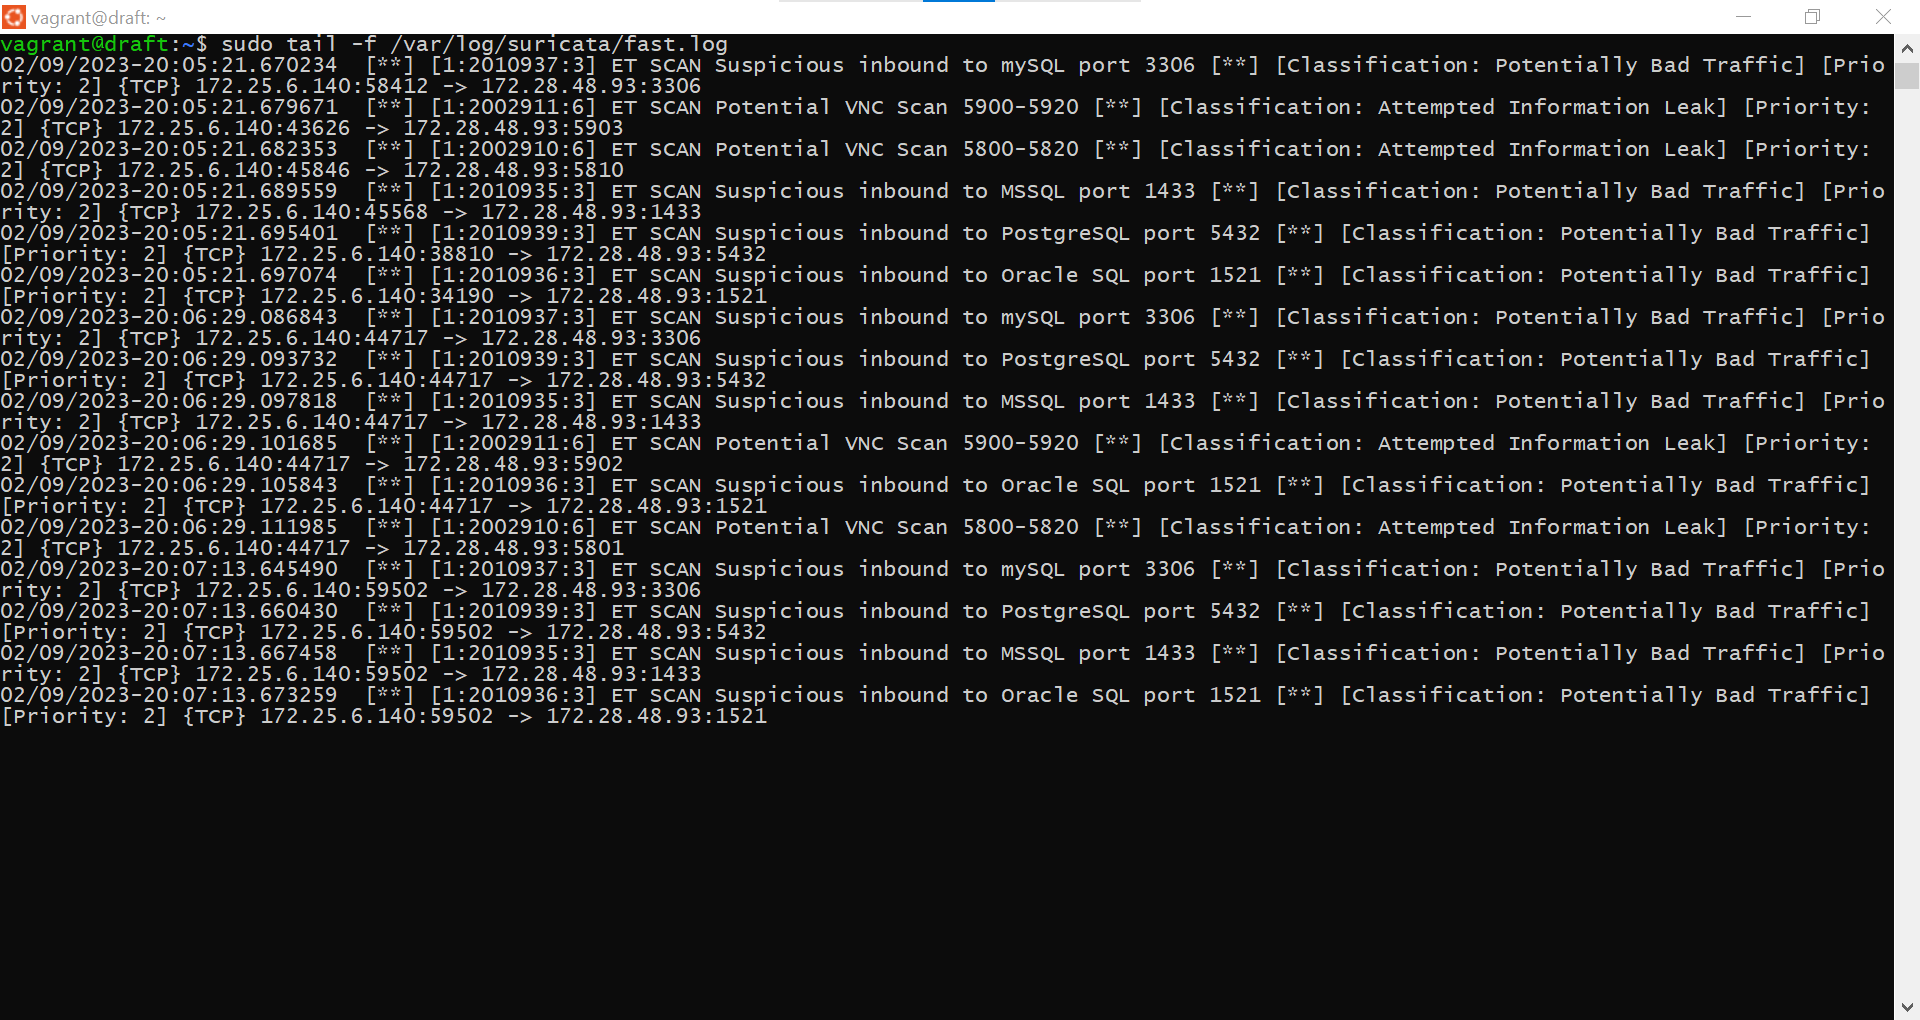 vagrant@draft: ~
vagrant@draft:~$ sudo tail -f /var/log/suricata/fast.log
02/09/2023-20:05:21.670234  [**] [1:2010937:3] ET SCAN Suspicious inbound to mySQL port 3306 [**] [Classification: Potentially Bad Traffic] [Prio
rity: 2] {TCP} 172.25.6.140:58412 -> 172.28.48.93:3306
02/09/2023-20:05:21.679671  [**] [1:2002911:6] ET SCAN Potential VNC Scan 5900-5920 [**] [Classification: Attempted Information Leak] [Priority:
2] {TCP} 172.25.6.140:43626 -> 172.28.48.93:5903
02/09/2023-20:05:21.682353  [**] [1:2002910:6] ET SCAN Potential VNC Scan 5800-5820 [**] [Classification: Attempted Information Leak] [Priority:
2] {TCP} 172.25.6.140:45846 -> 172.28.48.93:5810
02/09/2023-20:05:21.689559  [**] [1:2010935:3] ET SCAN Suspicious inbound to MSSQL port 1433 [**] [Classification: Potentially Bad Traffic] [Prio
rity: 2] {TCP} 172.25.6.140:45568 -> 172.28.48.93:1433
02/09/2023-20:05:21.695401  [**] [1:2010939:3] ET SCAN Suspicious inbound to PostgreSQL port 5432 [**] [Classification: Potentially Bad Traffic]
[Priority: 2] {TCP} 172.25.6.140:38810 -> 172.28.48.93:5432
02/09/2023-20:05:21.697074  [**] [1:2010936:3] ET SCAN Suspicious inbound to Oracle SQL port 1521 [**] [Classification: Potentially Bad Traffic]
[Priority: 2] {TCP} 172.25.6.140:34190 -> 172.28.48.93:1521
02/09/2023-20:06:29.086843  [**] [1:2010937:3] ET SCAN Suspicious inbound to mySQL port 3306 [**] [Classification: Potentially Bad Traffic] [Prio
rity: 2] {TCP} 172.25.6.140:44717 -> 172.28.48.93:3306
02/09/2023-20:06:29.093732  [**] [1:2010939:3] ET SCAN Suspicious inbound to PostgreSQL port 5432 [**] [Classification: Potentially Bad Traffic]
[Priority: 2] {TCP} 172.25.6.140:44717 -> 172.28.48.93:5432
02/09/2023-20:06:29.097818  [**] [1:2010935:3] ET SCAN Suspicious inbound to MSSQL port 1433 [**] [Classification: Potentially Bad Traffic] [Prio
rity: 2] {TCP} 172.25.6.140:44717 -> 172.28.48.93:1433
02/09/2023-20:06:29.101685  [**] [1:2002911:6] ET SCAN Potential VNC Scan 5900-5920 [**] [Classification: Attempted Information Leak] [Priority:
2] {TCP} 172.25.6.140:44717 -> 172.28.48.93:5902
02/09/2023-20:06:29.105843  [**] [1:2010936:3] ET SCAN Suspicious inbound to Oracle SQL port 1521 [**] [Classification: Potentially Bad Traffic]
[Priority: 2] {TCP} 172.25.6.140:44717 -> 172.28.48.93:1521
02/09/2023-20:06:29.111985  [**] [1:2002910:6] ET SCAN Potential VNC Scan 5800-5820 [**] [Classification: Attempted Information Leak] [Priority:
2] {TCP} 172.25.6.140:44717 -> 172.28.48.93:5801
02/09/2023-20:07:13.645490  [**] [1:2010937:3] ET SCAN Suspicious inbound to mySQL port 3306 [**] [Classification: Potentially Bad Traffic] [Prio
rity: 2] {TCP} 172.25.6.140:59502 -> 172.28.48.93:3306
02/09/2023-20:07:13.660430  [**] [1:2010939:3] ET SCAN Suspicious inbound to PostgreSQL port 5432 [**] [Classification: Potentially Bad Traffic]
[Priority: 2] {TCP} 172.25.6.140:59502 -> 172.28.48.93:5432
02/09/2023-20:07:13.667458  [**] [1:2010935:3] ET SCAN Suspicious inbound to MSSQL port 1433 [**] [Classification: Potentially Bad Traffic] [Prio
rity: 2] {TCP} 172.25.6.140:59502 -> 172.28.48.93:1433
02/09/2023-20:07:13.673259  [**] [1:2010936:3] ET SCAN Suspicious inbound to Oracle SQL port 1521 [**] [Classification: Potentially Bad Traffic]
[Priority: 2] {TCP} 172.25.6.140:59502 -> 172.28.48.93:1521